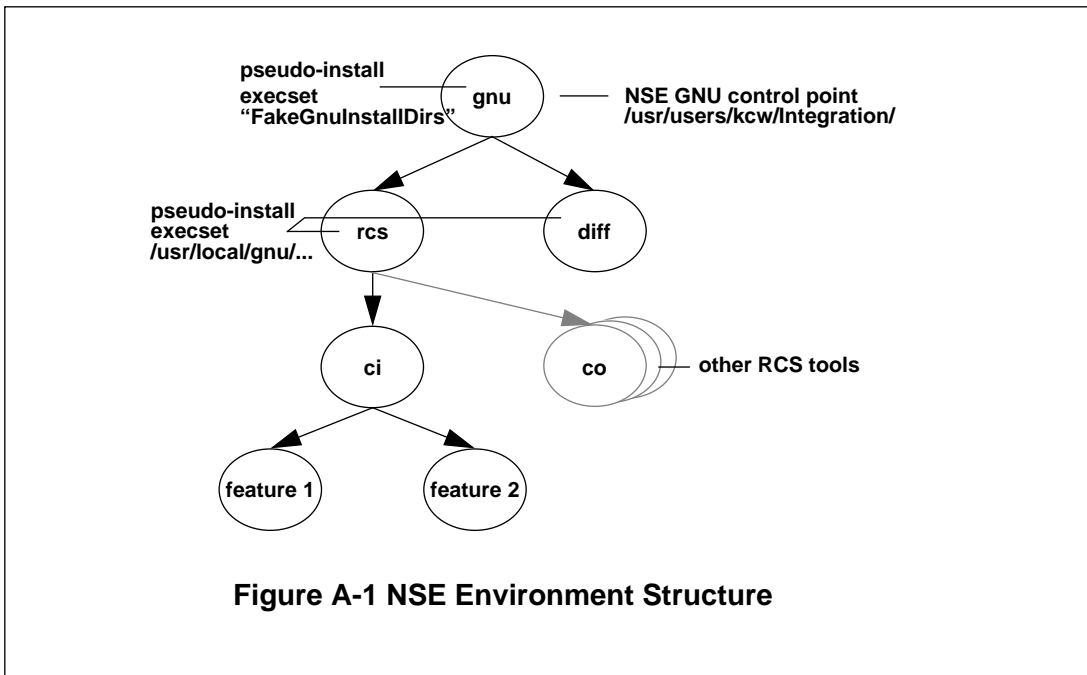 pseudo-install
execset
“FakeGnuInstallDirs”
gnu
NSE GNU control point
/usr/users/kcw/Integration/
pseudo-install
execset
/usr/local/gnu/...
rcs
diff
ci
co
other RCS tools
feature 1
feature 2
Figure A-1 NSE Environment Structure